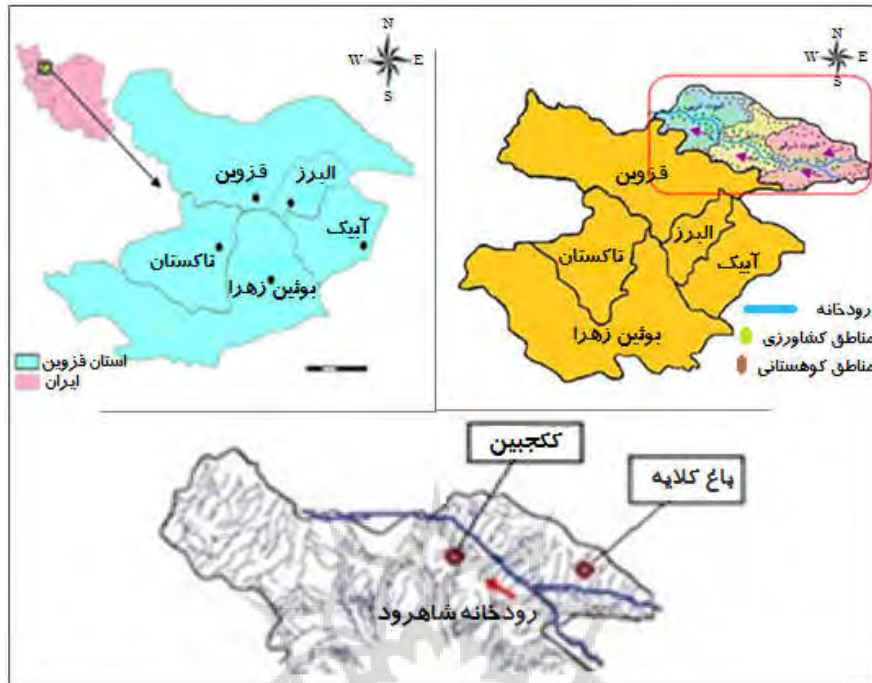 N
W E
S
قزوین
البرز
آبیک
تاکستان
بوئین زهرا
استان قزوین
ایران
N
W E
S
قزوین
البرز
آبیک
تاکستان
بوئین زهرا
رودخانه
مناطق کشاورزی
مناطق کوهستانی
ککجبین
باغ کلایه
رودخانه شاهرود